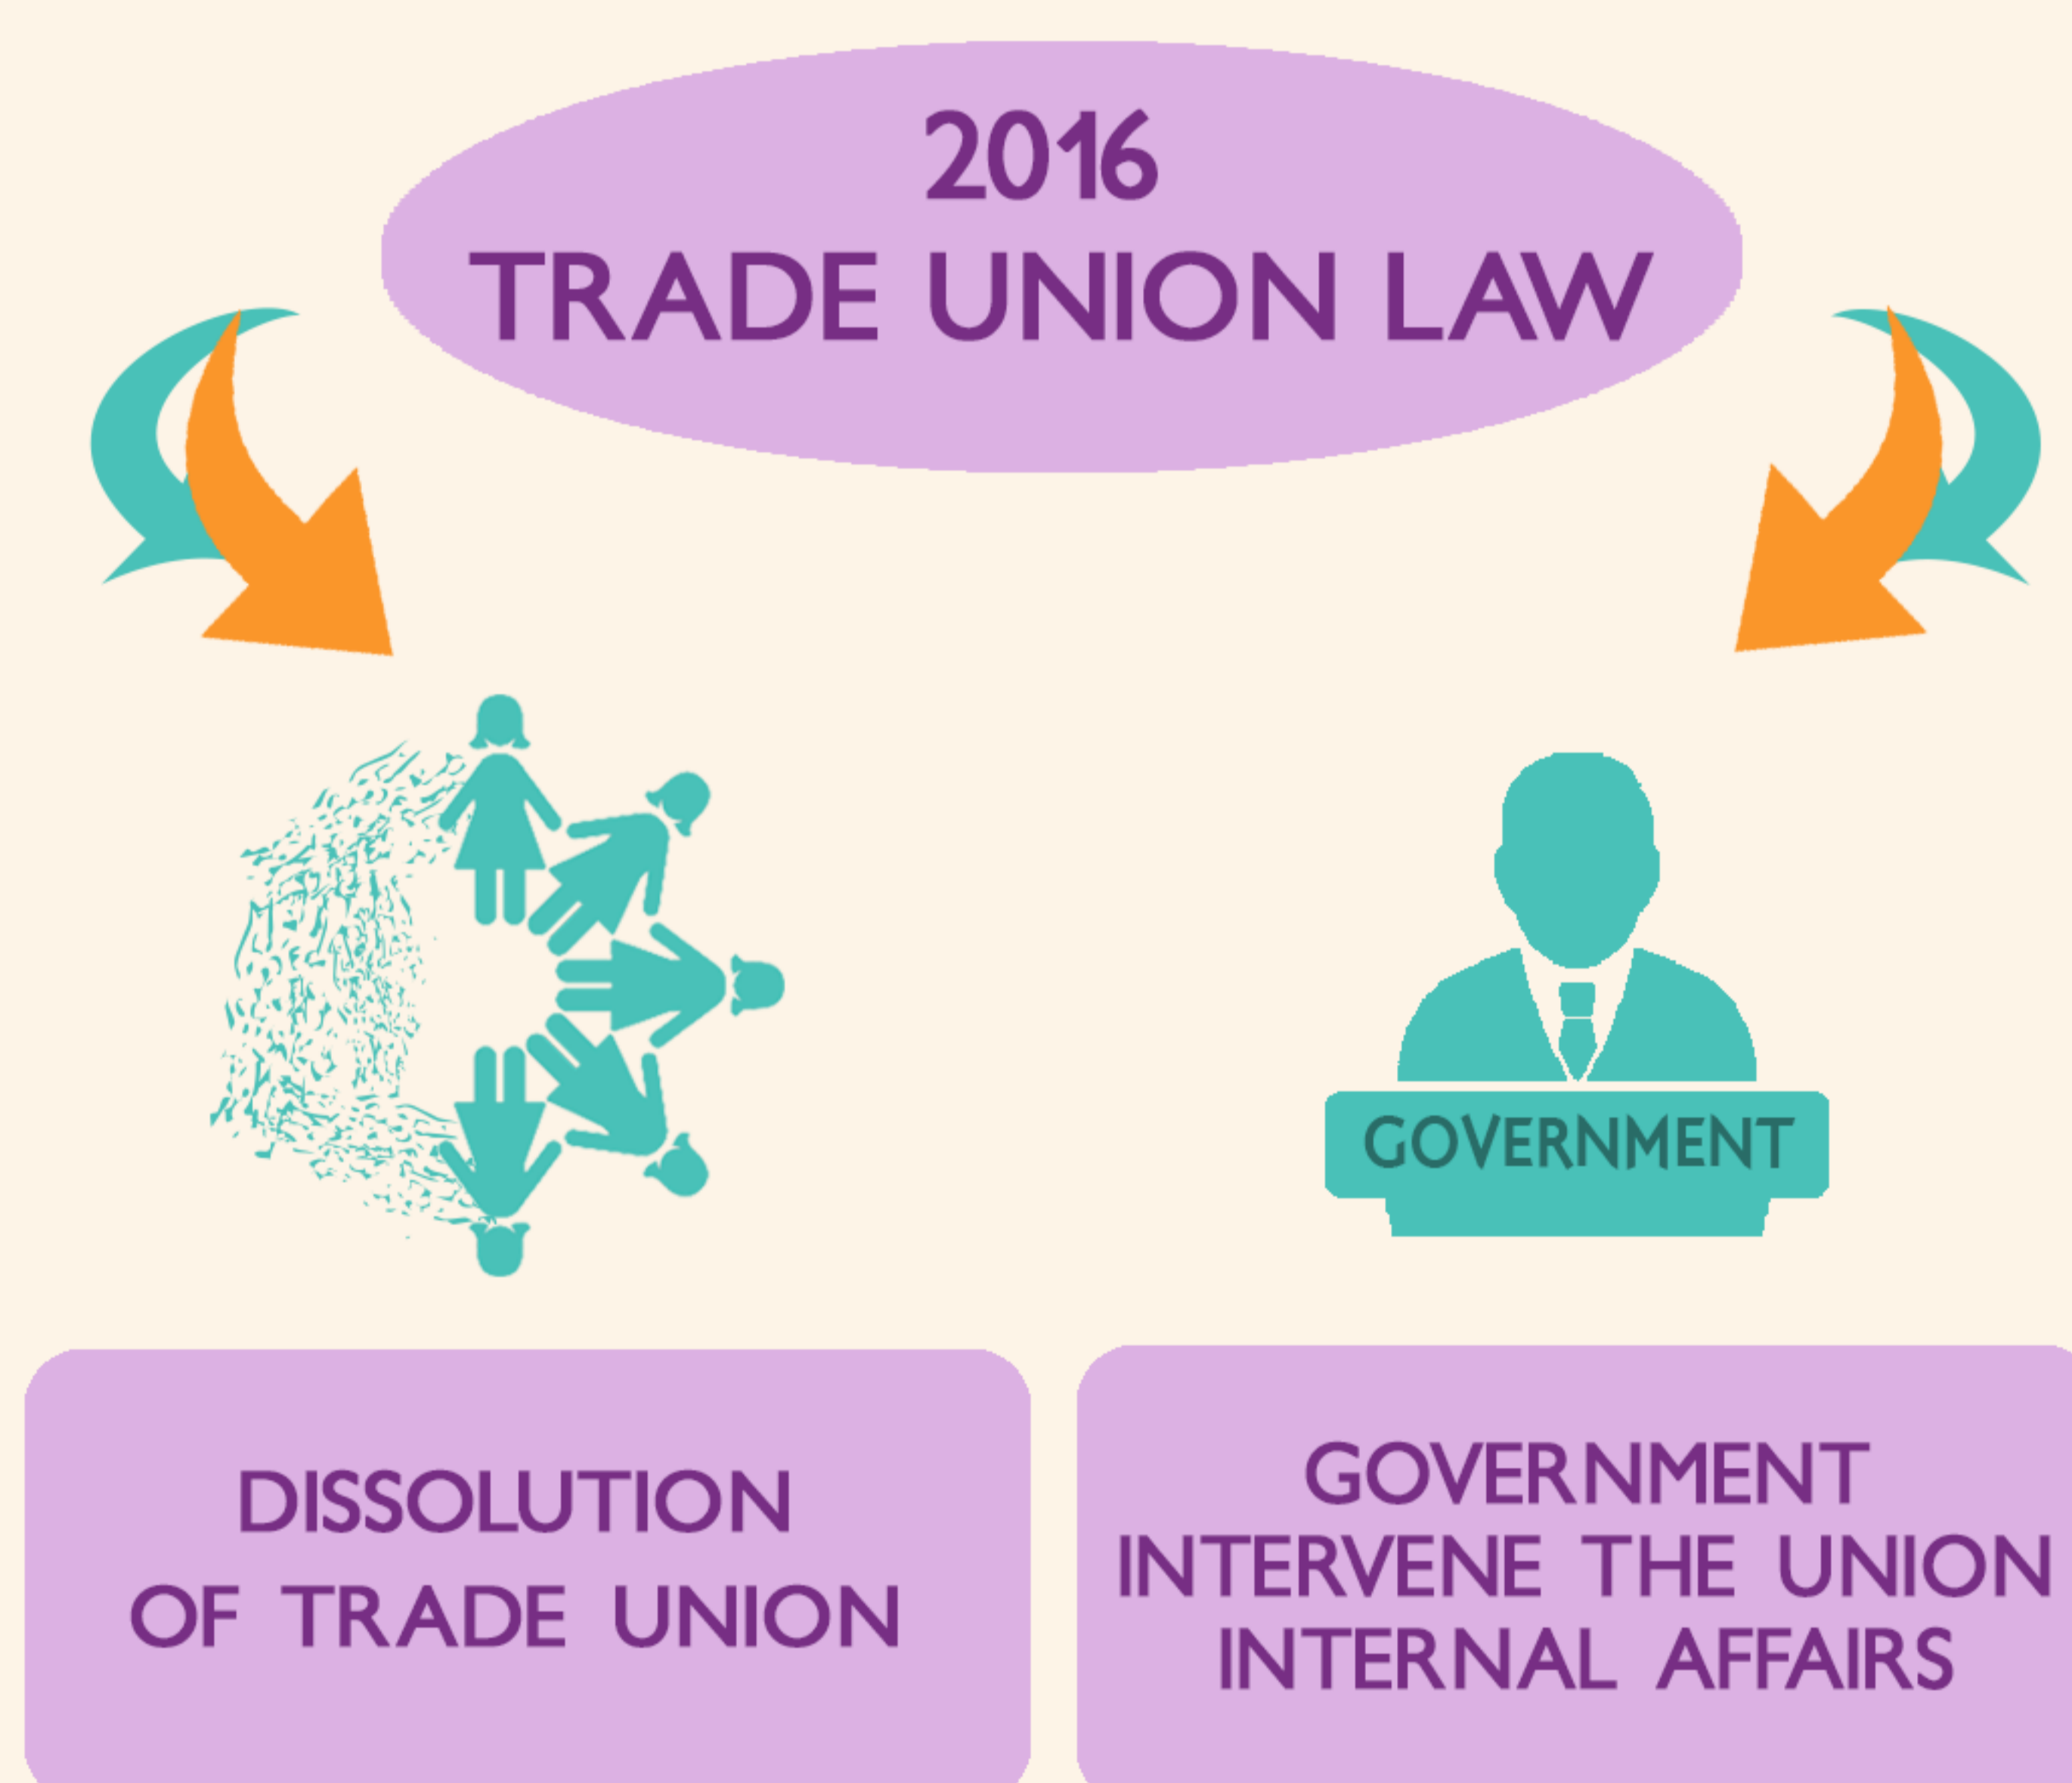 2016
TRADE UNION LAW
GOVERNMENT
DISSOLUTION
OF TRADE UNION
GOVERNMENT
INTERVENE THE UNION
INTERNAL AFFAIRS